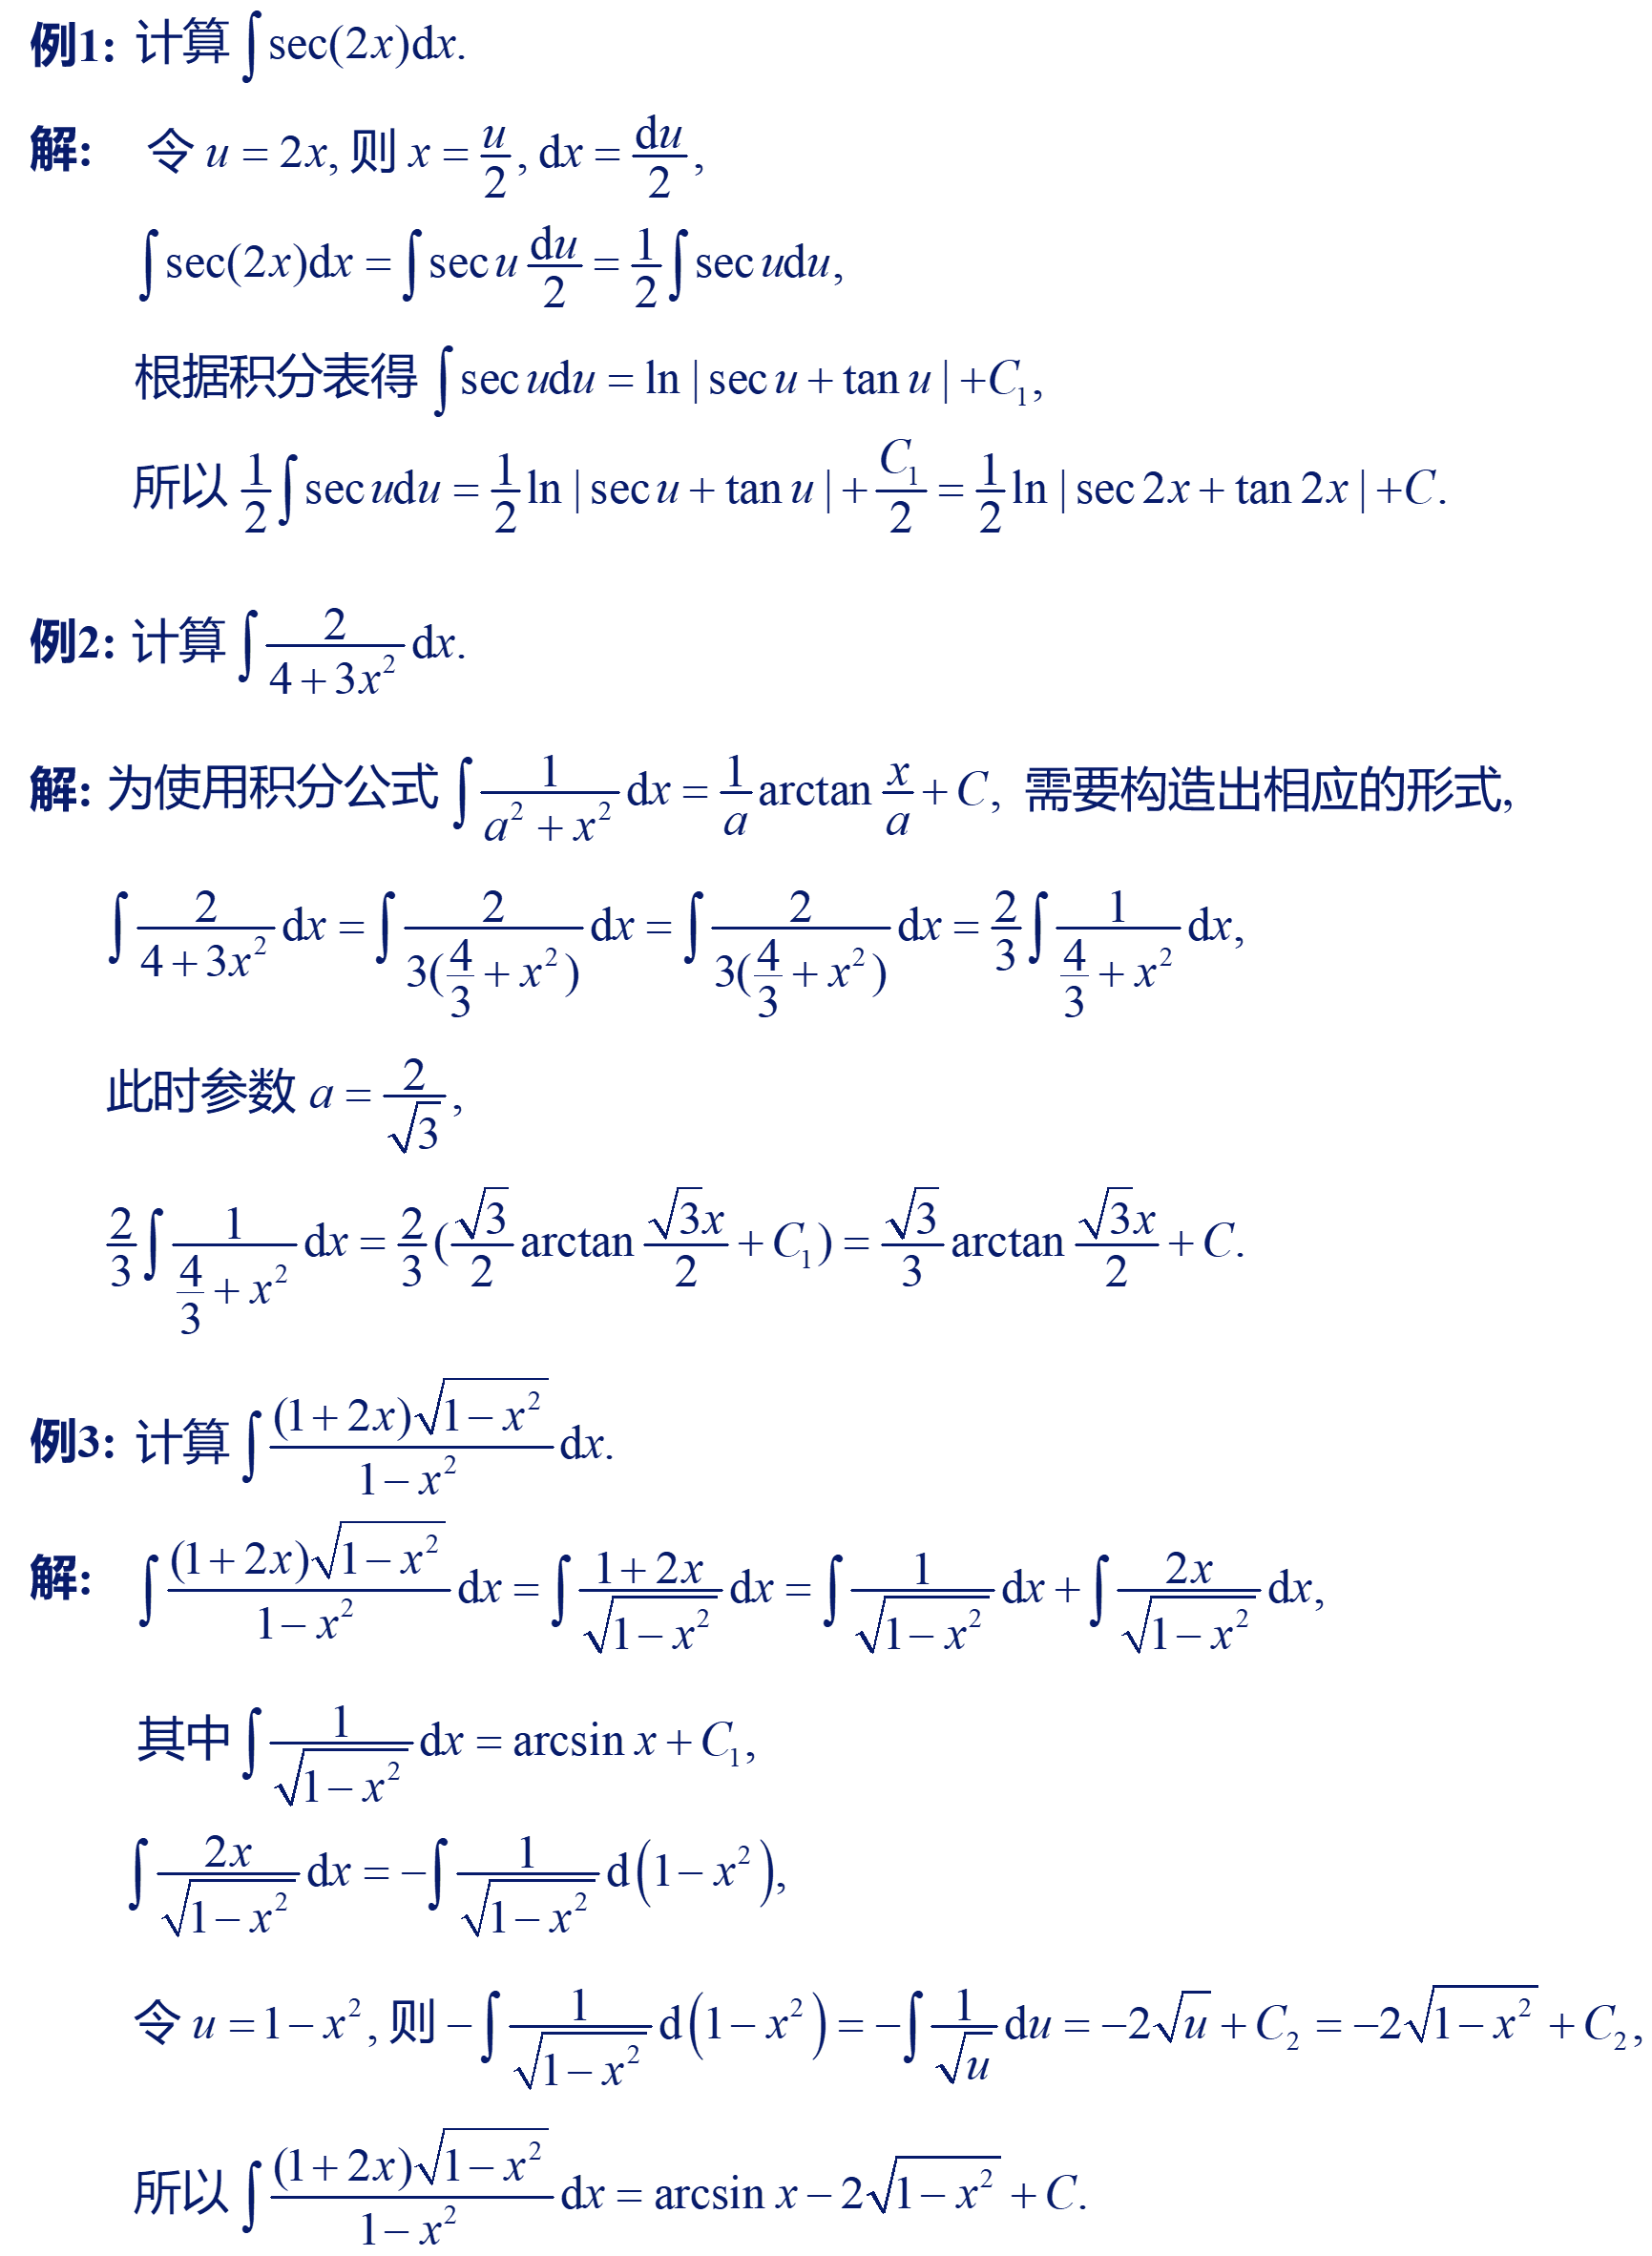 例1: 计算 $\int \sec(2x)\mathrm{d}x.$
解: 令 $u=2x,$ 则 $x=\frac{u}{2}, \mathrm{d}x=\frac{\mathrm{d}u}{2},$
$\int \sec(2x)\mathrm{d}x=\int \sec u\frac{\mathrm{d}u}{2}=\frac{1}{2}\int \sec u\mathrm{d}u,$
根据积分表得 $\int \sec u\mathrm{d}u=\ln|\sec u+\tan u|+C_1,$
所以 $\frac{1}{2}\int \sec u\mathrm{d}u=\frac{1}{2}\ln|\sec u+\tan u|+\frac{C_1}{2}=\frac{1}{2}\ln|\sec 2x+\tan 2x|+C.$
例2: 计算 $\int \frac{2}{4+3x^2}\mathrm{d}x.$
解: 为使用积分公式 $\int \frac{1}{a^2+x^2}\mathrm{d}x=\frac{1}{a}\arctan\frac{x}{a}+C,$ 需要构造出相应的形式,
$\int \frac{2}{4+3x^2}\mathrm{d}x=\int \frac{2}{3(\frac{4}{3}+x^2)}\mathrm{d}x=\int \frac{2}{3(\frac{4}{3}+x^2)}\mathrm{d}x=\frac{2}{3}\int \frac{1}{\frac{4}{3}+x^2}\mathrm{d}x,$
此时参数 $a=\frac{2}{\sqrt{3}},$
$\frac{2}{3}\int \frac{1}{\frac{4}{3}+x^2}\mathrm{d}x=\frac{2}{3}(\frac{\sqrt{3}}{2}\arctan\frac{\sqrt{3}x}{2}+C_1)=\frac{\sqrt{3}}{3}\arctan\frac{\sqrt{3}x}{2}+C.$
例3: 计算 $\int \frac{(1+2x)\sqrt{1-x^2}}{1-x^2}\mathrm{d}x.$
解: $\int \frac{(1+2x)\sqrt{1-x^2}}{1-x^2}\mathrm{d}x=\int \frac{1+2x}{\sqrt{1-x^2}}\mathrm{d}x=\int \frac{1}{\sqrt{1-x^2}}\mathrm{d}x+\int \frac{2x}{\sqrt{1-x^2}}\mathrm{d}x,$
其中 $\int \frac{1}{\sqrt{1-x^2}}\mathrm{d}x=\arcsin x+C_1,$
$\int \frac{2x}{\sqrt{1-x^2}}\mathrm{d}x=-\int \frac{1}{\sqrt{1-x^2}}\mathrm{d}\left(1-x^2\right),$
令 $u=1-x^2,$ 则 $-\int \frac{1}{\sqrt{1-x^2}}\mathrm{d}\left(1-x^2\right)=-\int \frac{1}{\sqrt{u}}\mathrm{d}u=-2\sqrt{u}+C_2=-2\sqrt{1-x^2}+C_2,$
所以 $\int \frac{(1+2x)\sqrt{1-x^2}}{1-x^2}\mathrm{d}x=\arcsin x-2\sqrt{1-x^2}+C.$